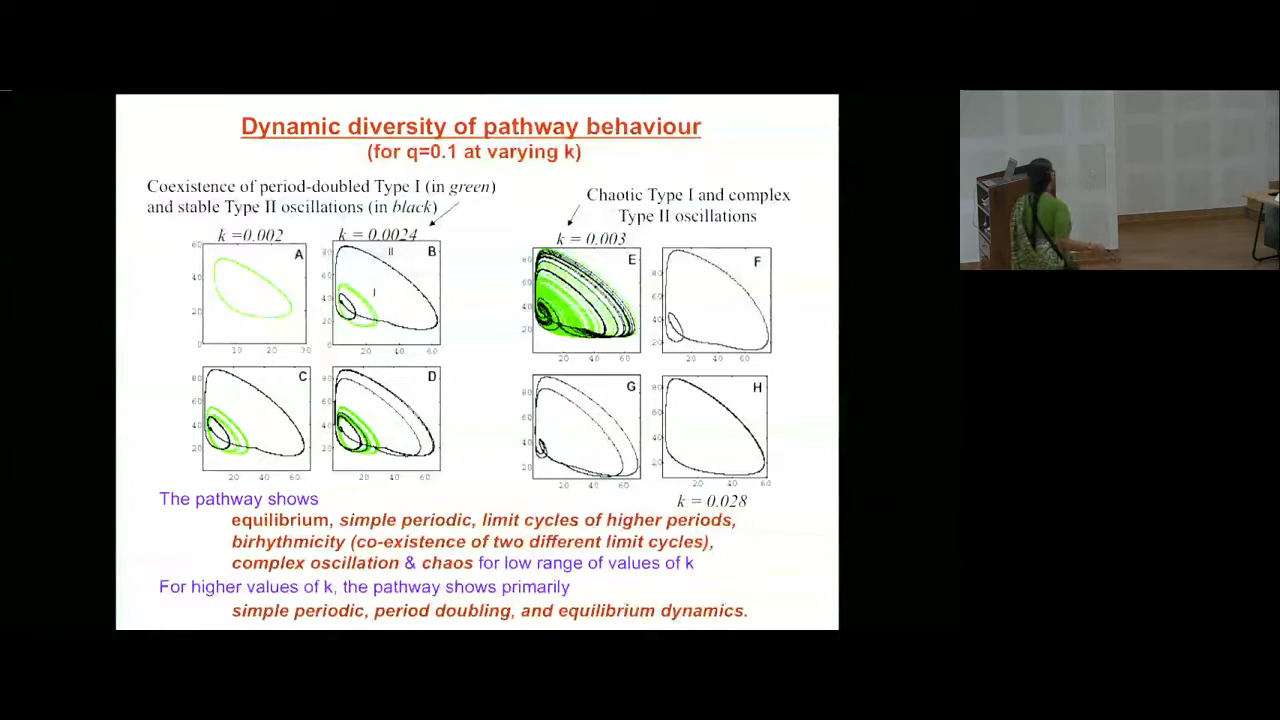 Dynamic diversity of pathway behaviour
(for q=0.1 at varying k)
Coexistence of period-doubled Type I (in green)
and stable Type II oscillations (in black)
Chaotic Type I and complex
Type II oscillations
k =0.002
k = 0.0024
k = 0.003
A
B
II
I
E
F
C
D
G
H
k = 0.028
The pathway shows
equilibrium, simple periodic, limit cycles of higher periods,
birhythmicity (co-existence of two different limit cycles),
complex oscillation & chaos for low range of values of k
For higher values of k, the pathway shows primarily
simple periodic, period doubling, and equilibrium dynamics.